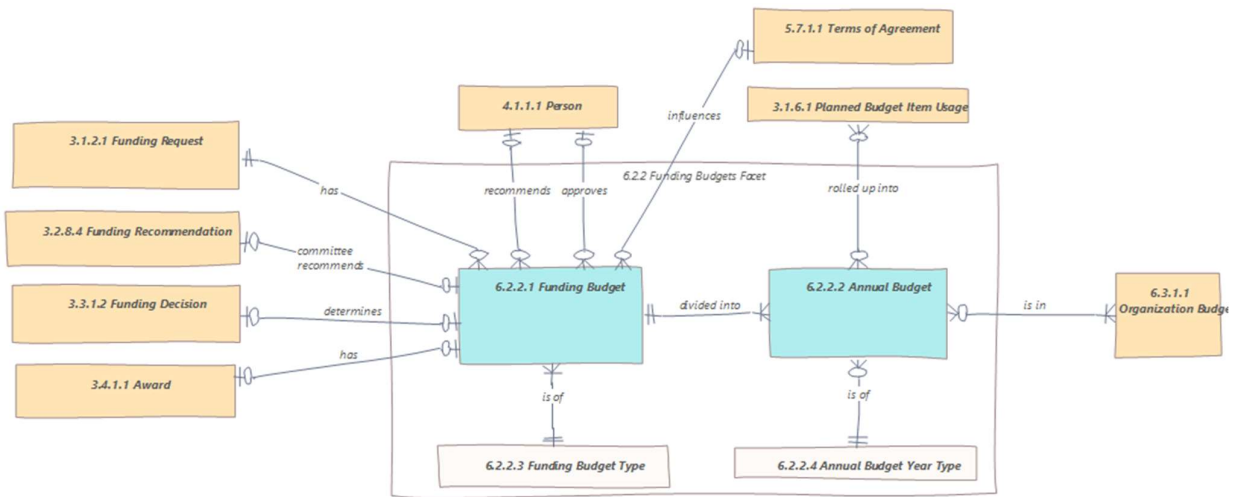 5.7.1.1 Terms of Agreement
4.1.1.1 Person
3.1.6.1 Planned Budget Item Usage
influences
3.1.2.1 Funding Request
6.2.2 Funding Budgets Facet
has
recommends
approves
rolled up into
3.2.8.4 Funding Recommendation
committee
recommends
6.2.2.1 Funding Budget
6.2.2.2 Annual Budget
6.3.1.1
Organization Budge
3.3.1.2 Funding Decision
determines
divided into
is in
has
3.4.1.1 Award
is of
is of
6.2.2.3 Funding Budget Type
6.2.2.4 Annual Budget Year Type